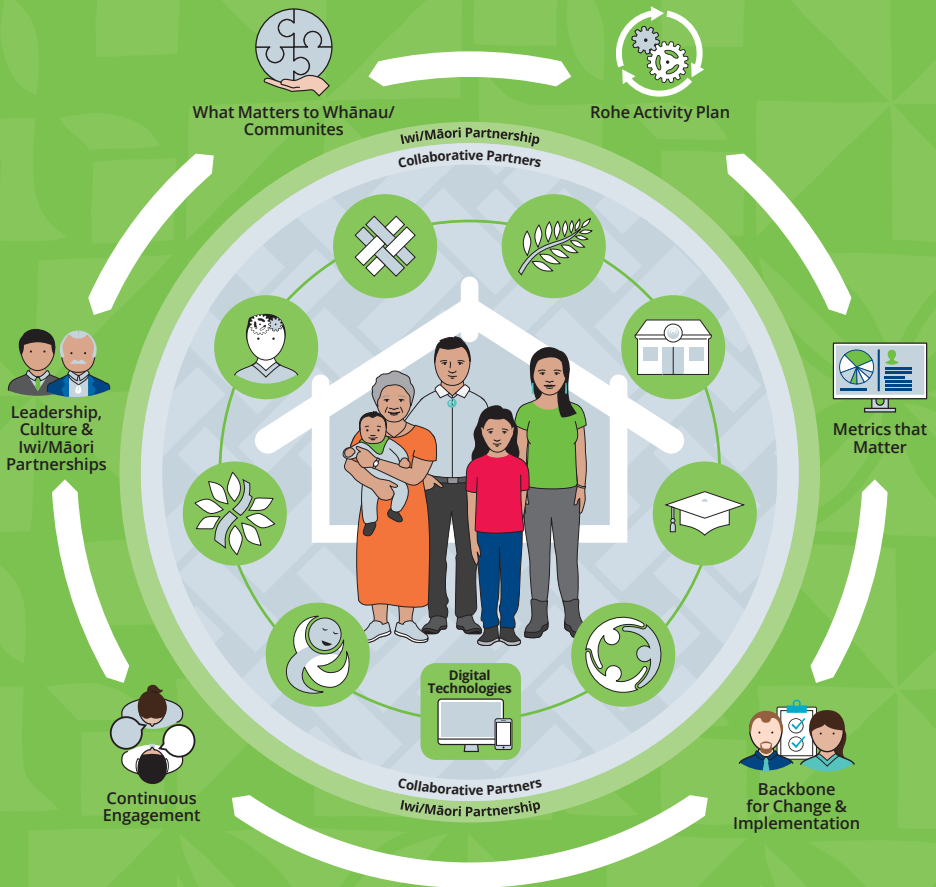 What Matters to Whānau/
Communites
Rohe Activity Plan
Iwi/Māori Partnership
Collaborative Partners
Leadership,
Culture &
Iwi/Māori
Partnerships
Metrics that
Matter
Digital
Technologies
Continuous
Engagement
Backbone
for Change &
Implementation
Collaborative Partners
Iwi/Māori Partnership